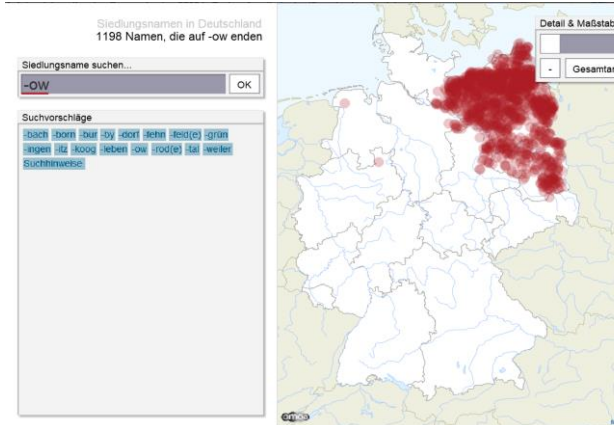 Siedlungsnamen in Deutschland
1198 Namen, die auf -ow enden
Siedlungsname suchen...
-ow
OK
Suchvorschläge
-bach -born -bur -by -dorf -fehn -feld(e) -grün
-ingen -itz -koog -leben -ow -rod(e) -tal -weiler
Suchhinweise
Detail & Maßstab
-
Gesamtan